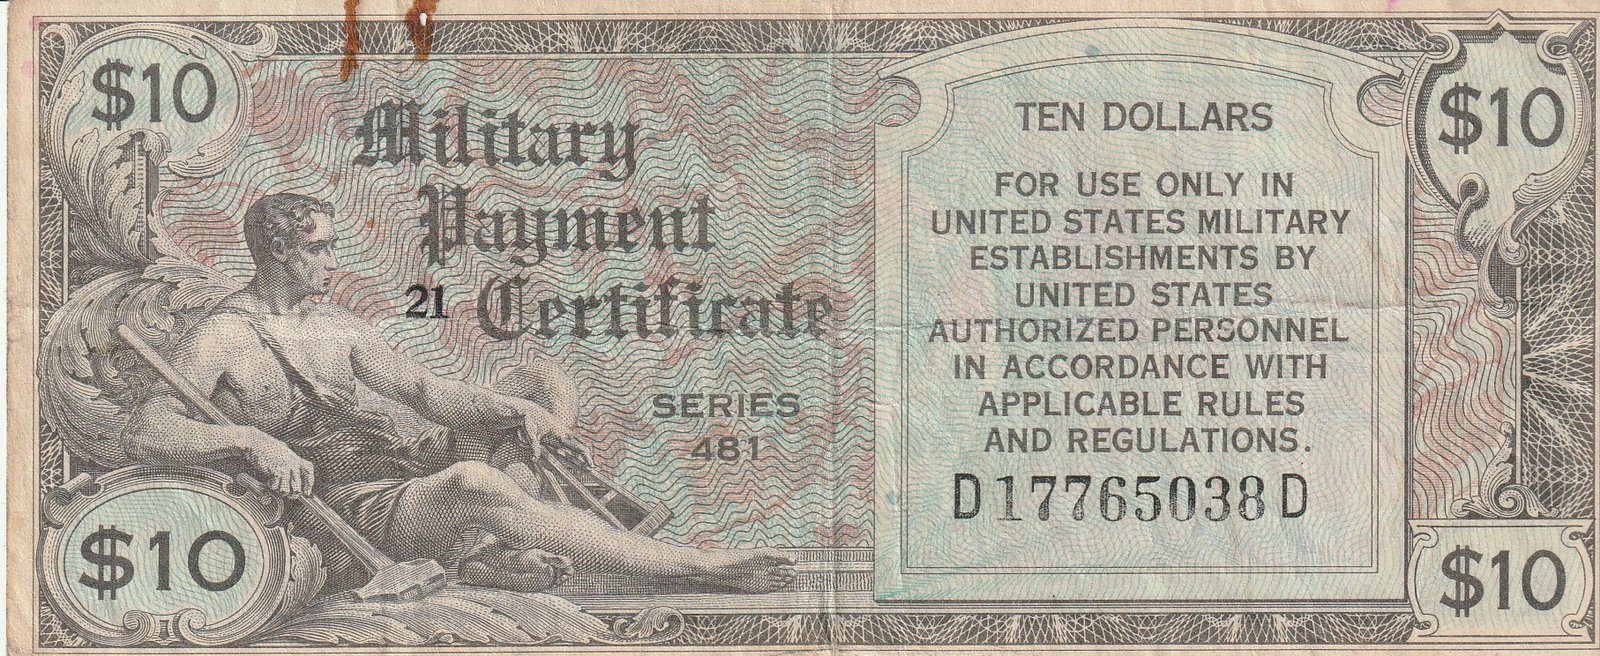 $10
Military
Payment
21 Certificate
SERIES
481
$10
TEN DOLLARS
FOR USE ONLY IN
UNITED STATES MILITARY
ESTABLISHMENTS BY
UNITED STATES
AUTHORIZED PERSONNEL
IN ACCORDANCE WITH
APPLICABLE RULES
AND REGULATIONS.
D17765038D
$10
$10